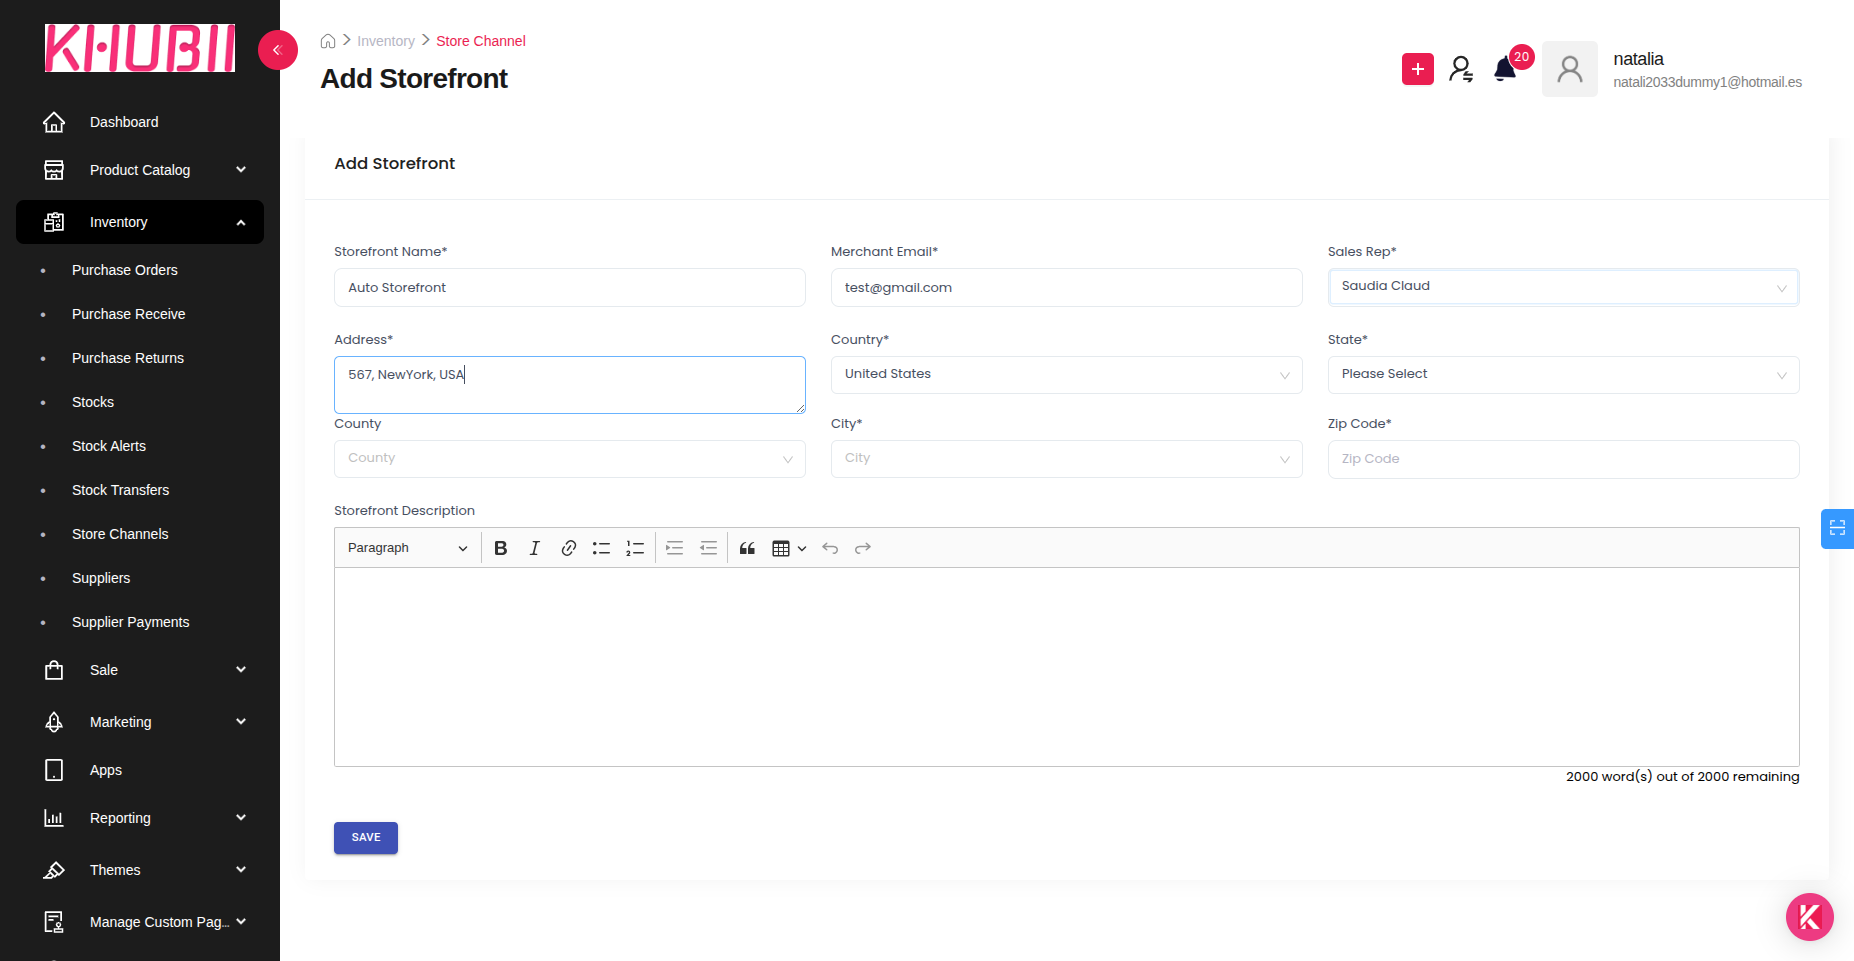 KHUBII
Inventory
Store Channel
Add Storefront
20
natalia
natali2033dummy1@hotmail.es
Dashboard
Product Catalog
Inventory
Purchase Orders
Purchase Receive
Purchase Returns
Stocks
Stock Alerts
Stock Transfers
Store Channels
Suppliers
Supplier Payments
Sale
Marketing
Apps
Reporting
Themes
Manage Custom Pag...
Add Storefront
Storefront Name*
Merchant Email*
Sales Rep*
Auto Storefront
test@gmail.com
Saudia Claud
Address*
Country*
State*
567, NewYork, USA
United States
Please Select
County
City*
Zip Code*
County
City
Zip Code
Storefront Description
Paragraph
2000 word(s) out of 2000 remaining
SAVE